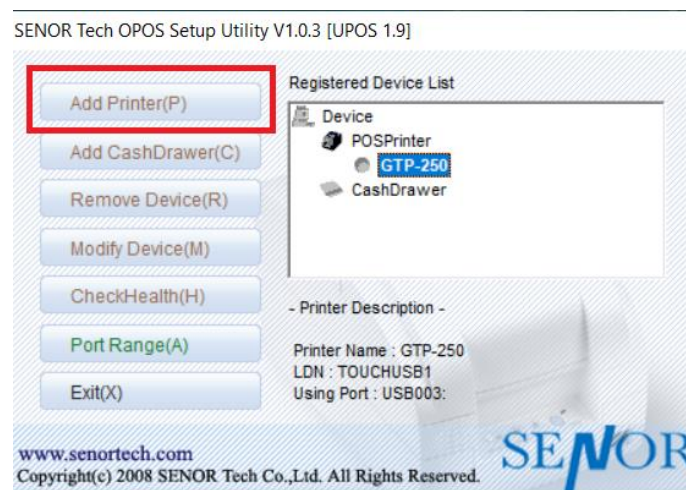 SENOR Tech OPOS Setup Utility V1.0.3 [UPOS 1.9]
Add Printer(P)
Add CashDrawer(C)
Remove Device(R)
Modify Device(M)
CheckHealth(H)
Port Range(A)
Exit(X)
Registered Device List
Device
POSPrinter
GTP-250
CashDrawer
- Printer Description -
Printer Name : GTP-250
LDN : TOUCHUSB1
Using Port : USB003:
www.senortech.com
Copyright(c) 2008 SENOR Tech Co.,Ltd. All Rights Reserved.
SENOR